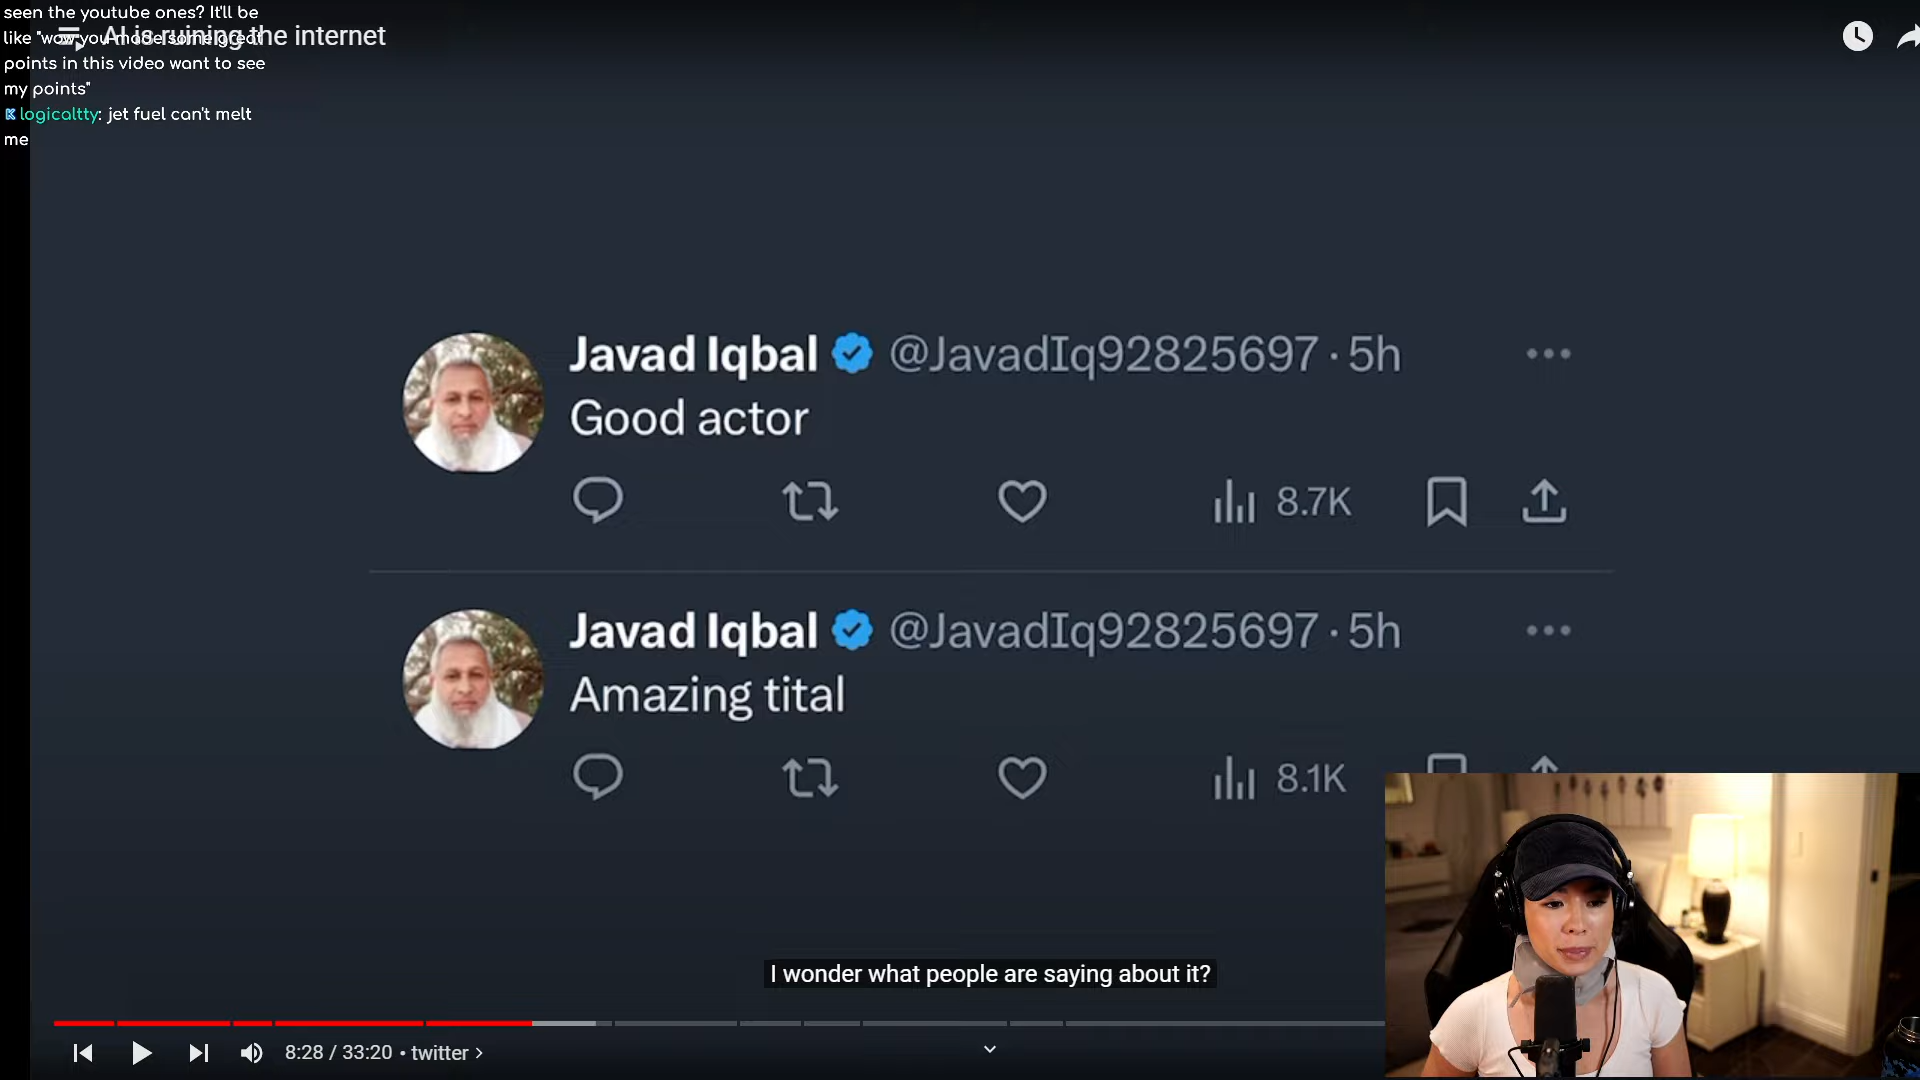 seen the youtube ones? It'll be
like "wow you made some great
points in this video want to see
my points"
logicaltty: jet fuel can't melt
me
AI is ruining the internet
Javad Iqbal @JavadIq92825697 · 5h
Good actor
8.7K
Javad Iqbal @JavadIq92825697 · 5h
Amazing tital
8.1K
I wonder what people are saying about it?
8:28 / 33:20 • twitter >